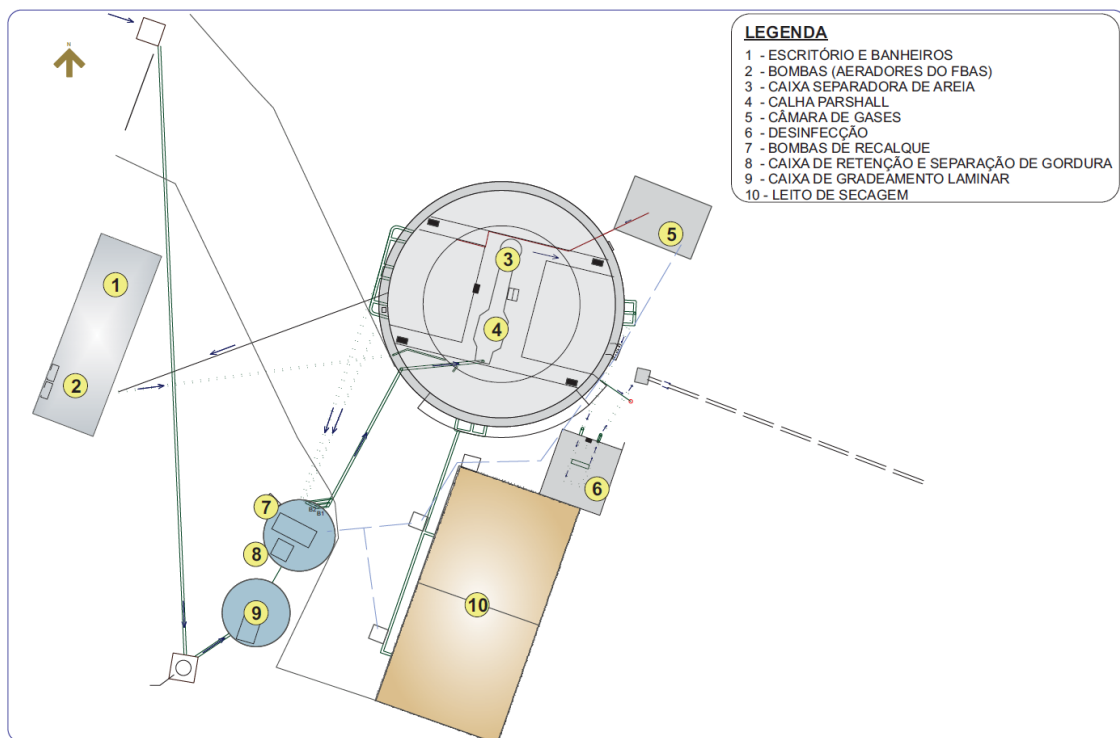 N
LEGENDA
1 - ESCRITÓRIO E BANHEIROS
2 - BOMBAS (AERADORES DO FBAS)
3 - CAIXA SEPARADORA DE AREIA
4 - CALHA PARSHALL
5 - CÂMARA DE GASES
6 - DESINFECÇÃO
7 - BOMBAS DE RECALQUE
8 - CAIXA DE RETENÇÃO E SEPARAÇÃO DE GORDURA
9 - CAIXA DE GRADEAMENTO LAMINAR
10 - LEITO DE SECAGEM
5
3
1
4
2
6
7
B2 B1
8
10
9